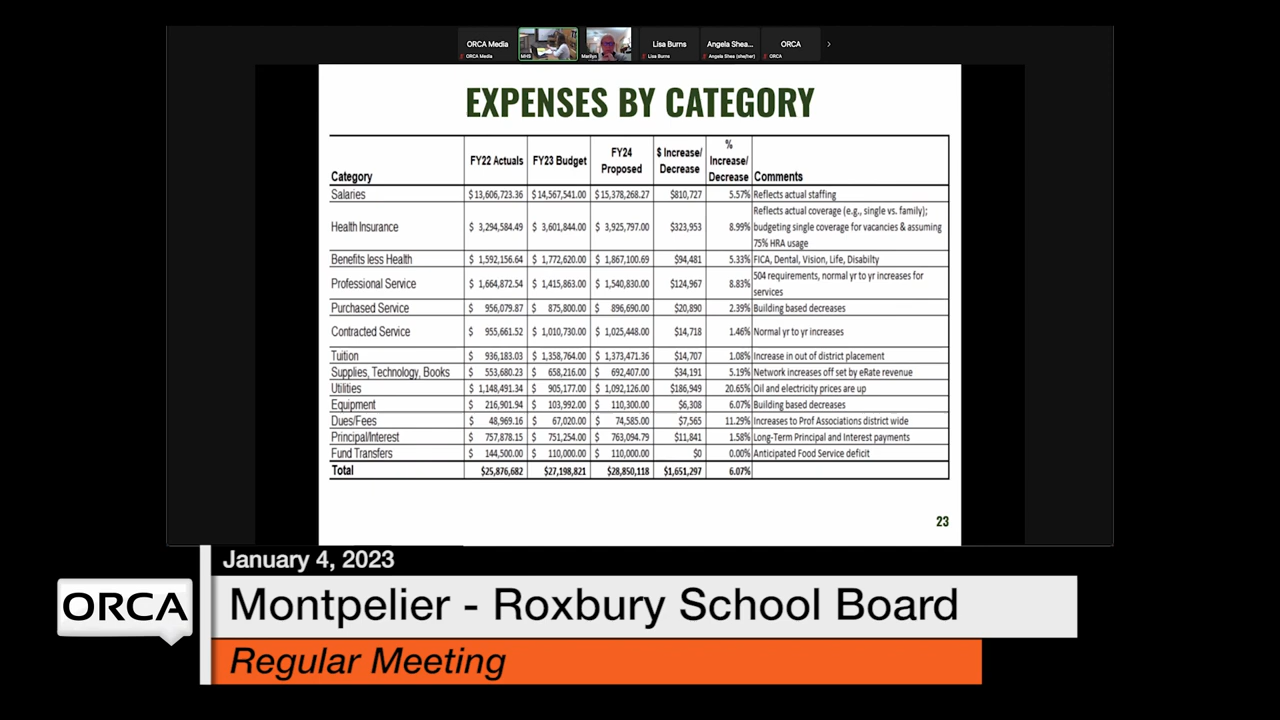 ORCA Media
Lisa Burns
Angela Shea...
ORCA
ORCA Media
MHS
Marilyn
Lisa Burns
Angela Shea (she/her)
ORCA
EXPENSES BY CATEGORY
Category FY22 Actuals FY23 Budget FY24 Proposed $ Increase/ Decrease % Increase/ Decrease Comments
Salaries $13,606,723.36 $14,567,541.00 $15,378,268.27 $810,727 5.57% Reflects actual staffing
Health Insurance $ 3,294,584.49 $ 3,601,844.00 $ 3,925,797.00 $323,953 8.99% Reflects actual coverage (e.g., single vs. family); budgeting single coverage for vacancies & assuming 75% HRA usage
Benefits less Health $ 1,592,156.64 $ 1,772,620.00 $ 1,867,100.69 $94,481 5.33% FICA, Dental, Vision, Life, Disabilty
Professional Service $ 1,664,872.54 $ 1,415,863.00 $ 1,540,830.00 $124,967 8.83% 504 requirements, normal yr to yr increases for services
Purchased Service $ 956,079.87 $ 875,800.00 $ 896,690.00 $20,890 2.39% Building based decreases
Contracted Service $ 955,661.52 $ 1,010,730.00 $ 1,025,448.00 $14,718 1.46% Normal yr to yr increases
Tuition $ 936,183.03 $ 1,358,764.00 $ 1,373,471.36 $14,707 1.08% Increase in out of district placement
Supplies, Technology, Books $ 553,680.23 $ 658,216.00 $ 692,407.00 $34,191 5.19% Network increases off set by eRate revenue
Utilities $ 1,148,491.34 $ 905,177.00 $ 1,092,126.00 $186,949 20.65% Oil and electricity prices are up
Equipment $ 216,901.94 $ 103,992.00 $ 110,300.00 $6,308 6.07% Building based decreases
Dues/Fees $ 48,969.16 $ 67,020.00 $ 74,585.00 $7,565 11.29% Increases to Prof Associations district wide
Principal/Interest $ 757,878.15 $ 751,254.00 $ 763,094.79 $11,841 1.58% Long-Term Principal and Interest payments
Fund Transfers $ 144,500.00 $ 110,000.00 $ 110,000.00 $0 0.00% Anticipated Food Service deficit
Total $25,876,682 $27,198,821 $28,850,118 $1,651,297 6.07%
23
January 4, 2023
ORCA
Montpelier - Roxbury School Board
Regular Meeting